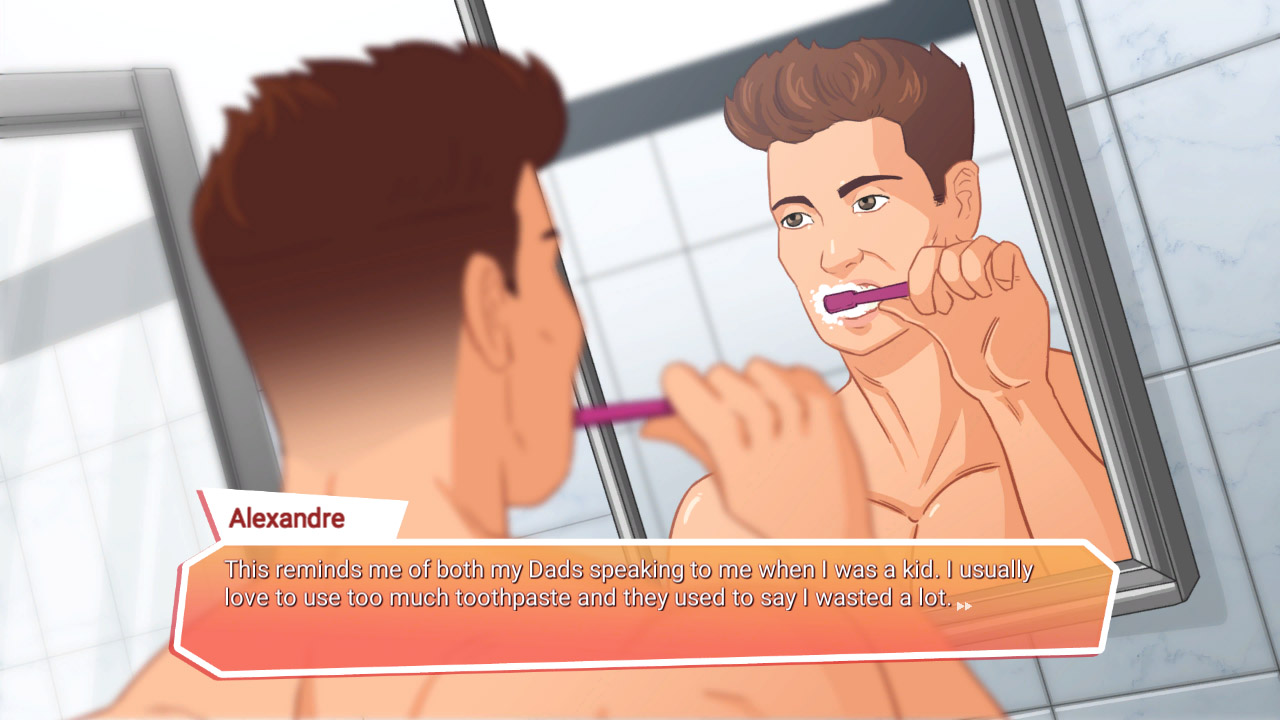 Alexandre
This reminds me of both my Dads speaking to me when I was a kid. I usually
love to use too much toothpaste and they used to say I wasted a lot.